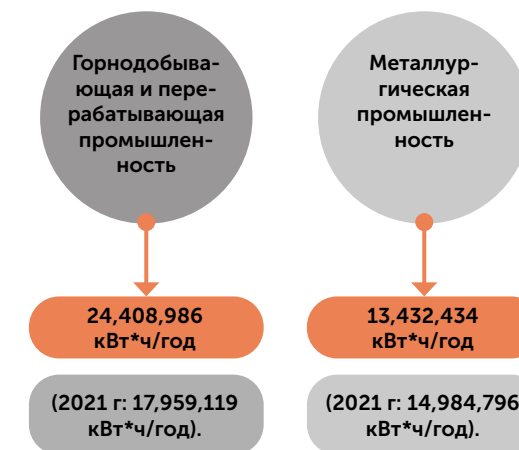 Горнодобыва-
ющая и пере-
рабатывающая
промышлен-
ность
Металлур-
гическая
промышлен-
ность
24,408,986
кВт*ч/год
13,432,434
кВт*ч/год
(2021 г: 17,959,119
кВт*ч/год).
(2021 г: 14,984,796
кВт*ч/год).